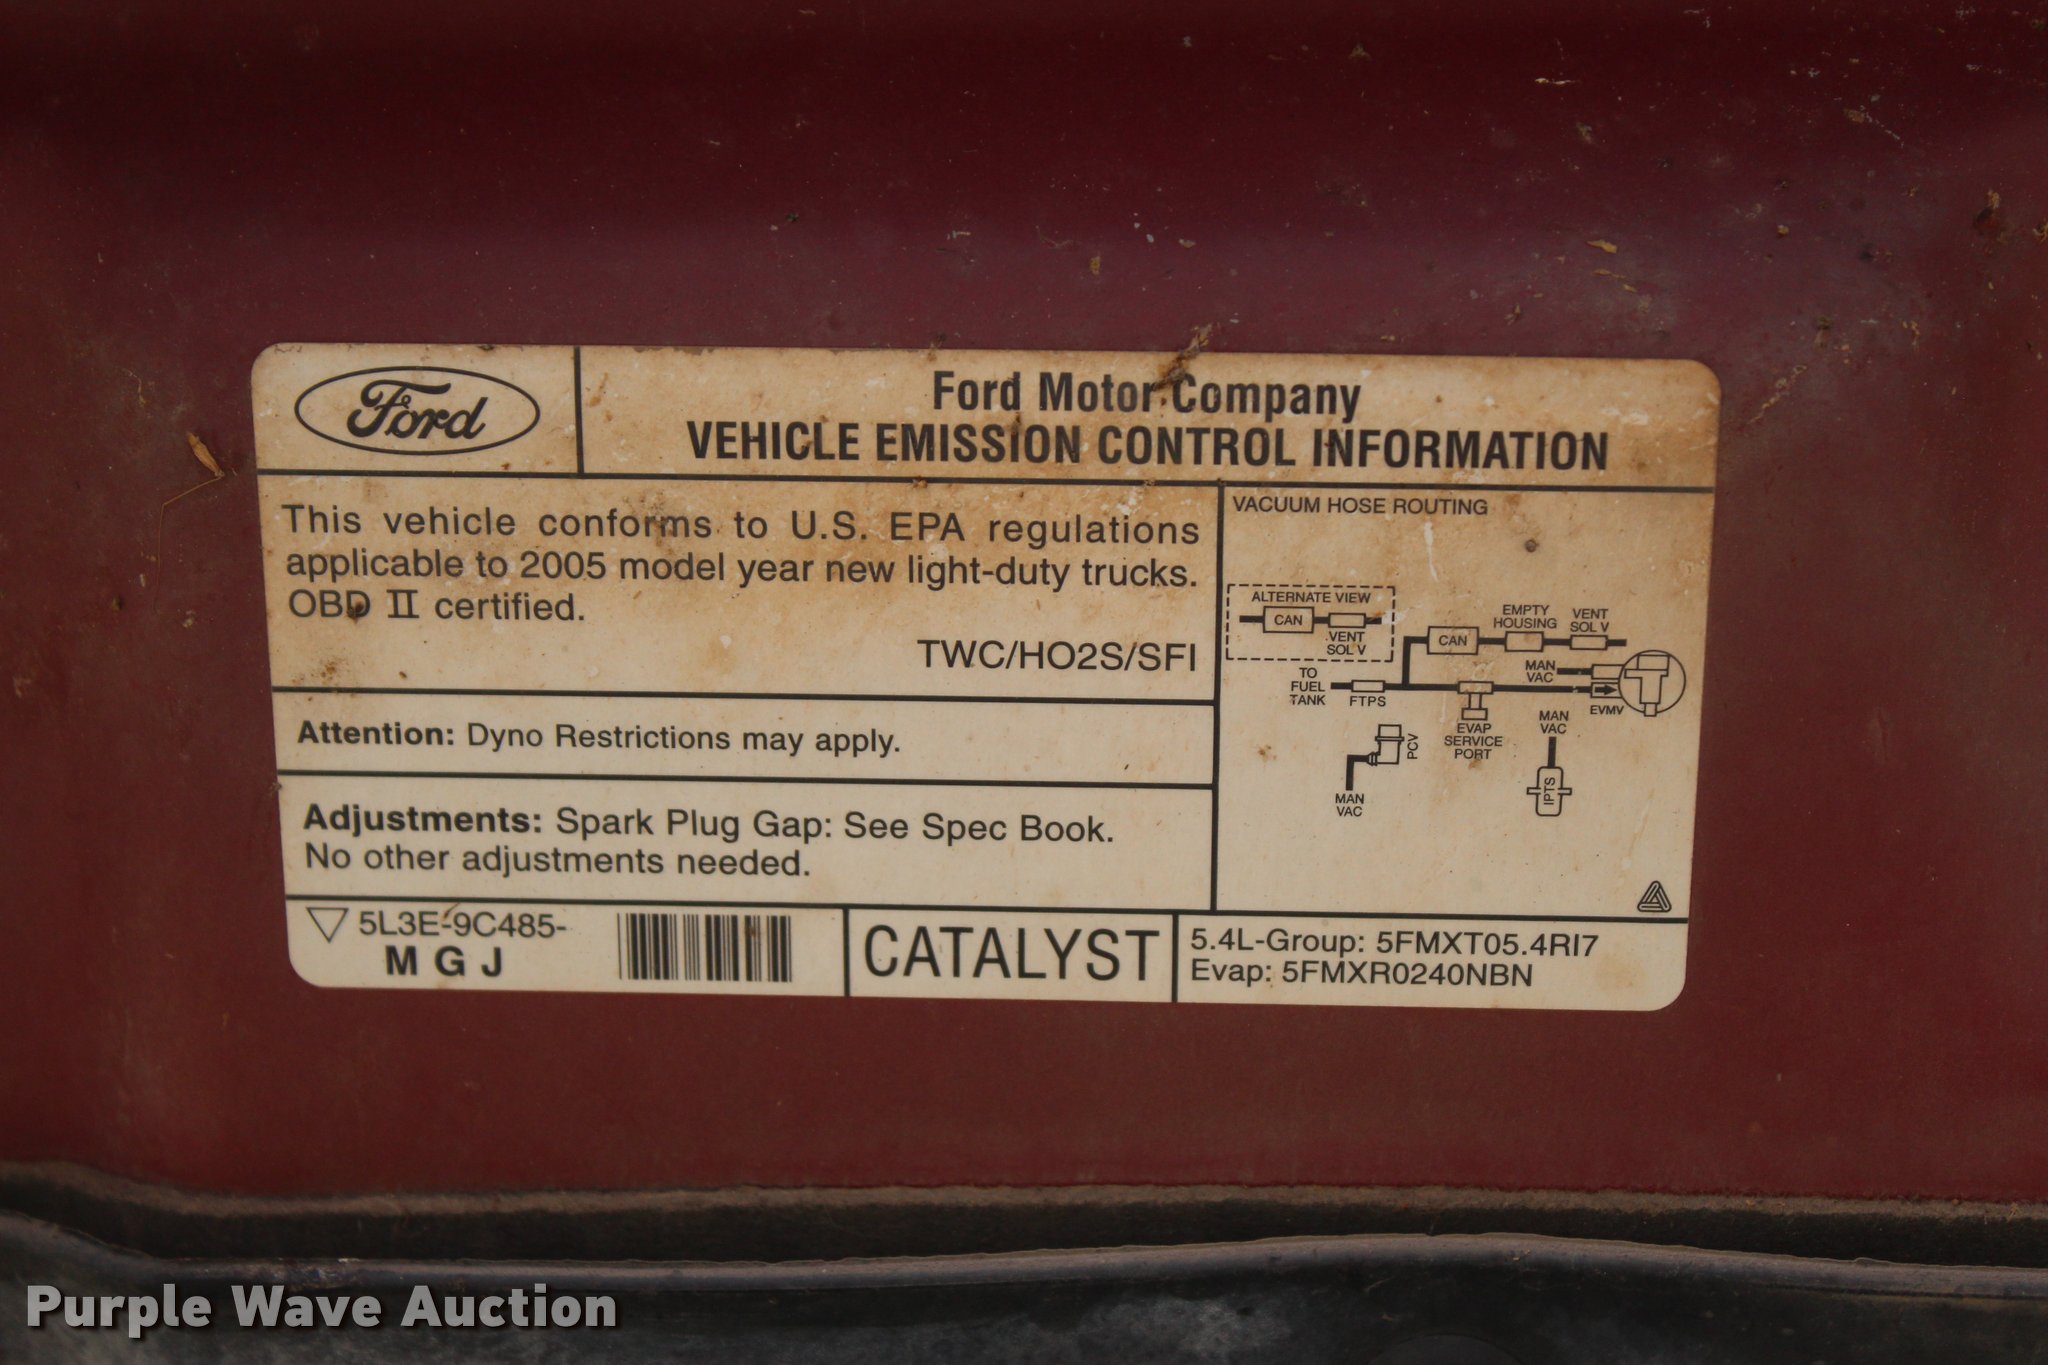 Ford
Ford Motor Company
VEHICLE EMISSION CONTROL INFORMATION
This vehicle conforms to U.S. EPA regulations
applicable to 2005 model year new light-duty trucks.
OBD II certified.
TWC/HO2S/SFI
Attention: Dyno Restrictions may apply.
Adjustments: Spark Plug Gap: See Spec Book.
No other adjustments needed.
VACUUM HOSE ROUTING
ALTERNATE VIEW
CAN
VENT
SOL V
EMPTY
HOUSING
VENT
SOL V
CAN
MAN
VAC
TO
FUEL
TANK
FTPS
EVMV
EVAP
SERVICE
PORT
MAN
VAC
PCV
MAN
VAC
IPTS
5L3E-9C485-
M G J
CATALYST
5.4L-Group: 5FMXT05.4RI7
Evap: 5FMXR0240NBN
Purple Wave Auction